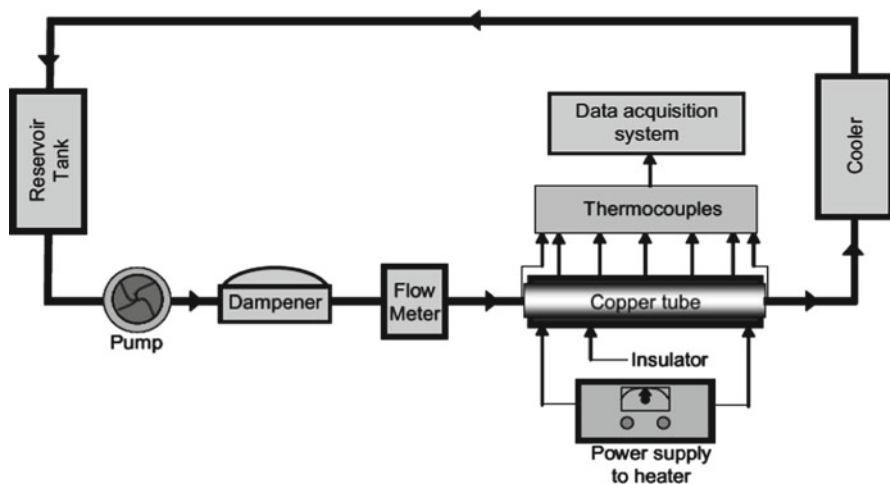 Reservoir
Tank
Data acquisition
system
Cooler
Thermocouples
Pump
Dampener
Flow
Meter
Copper tube
Insulator
Power supply
to heater